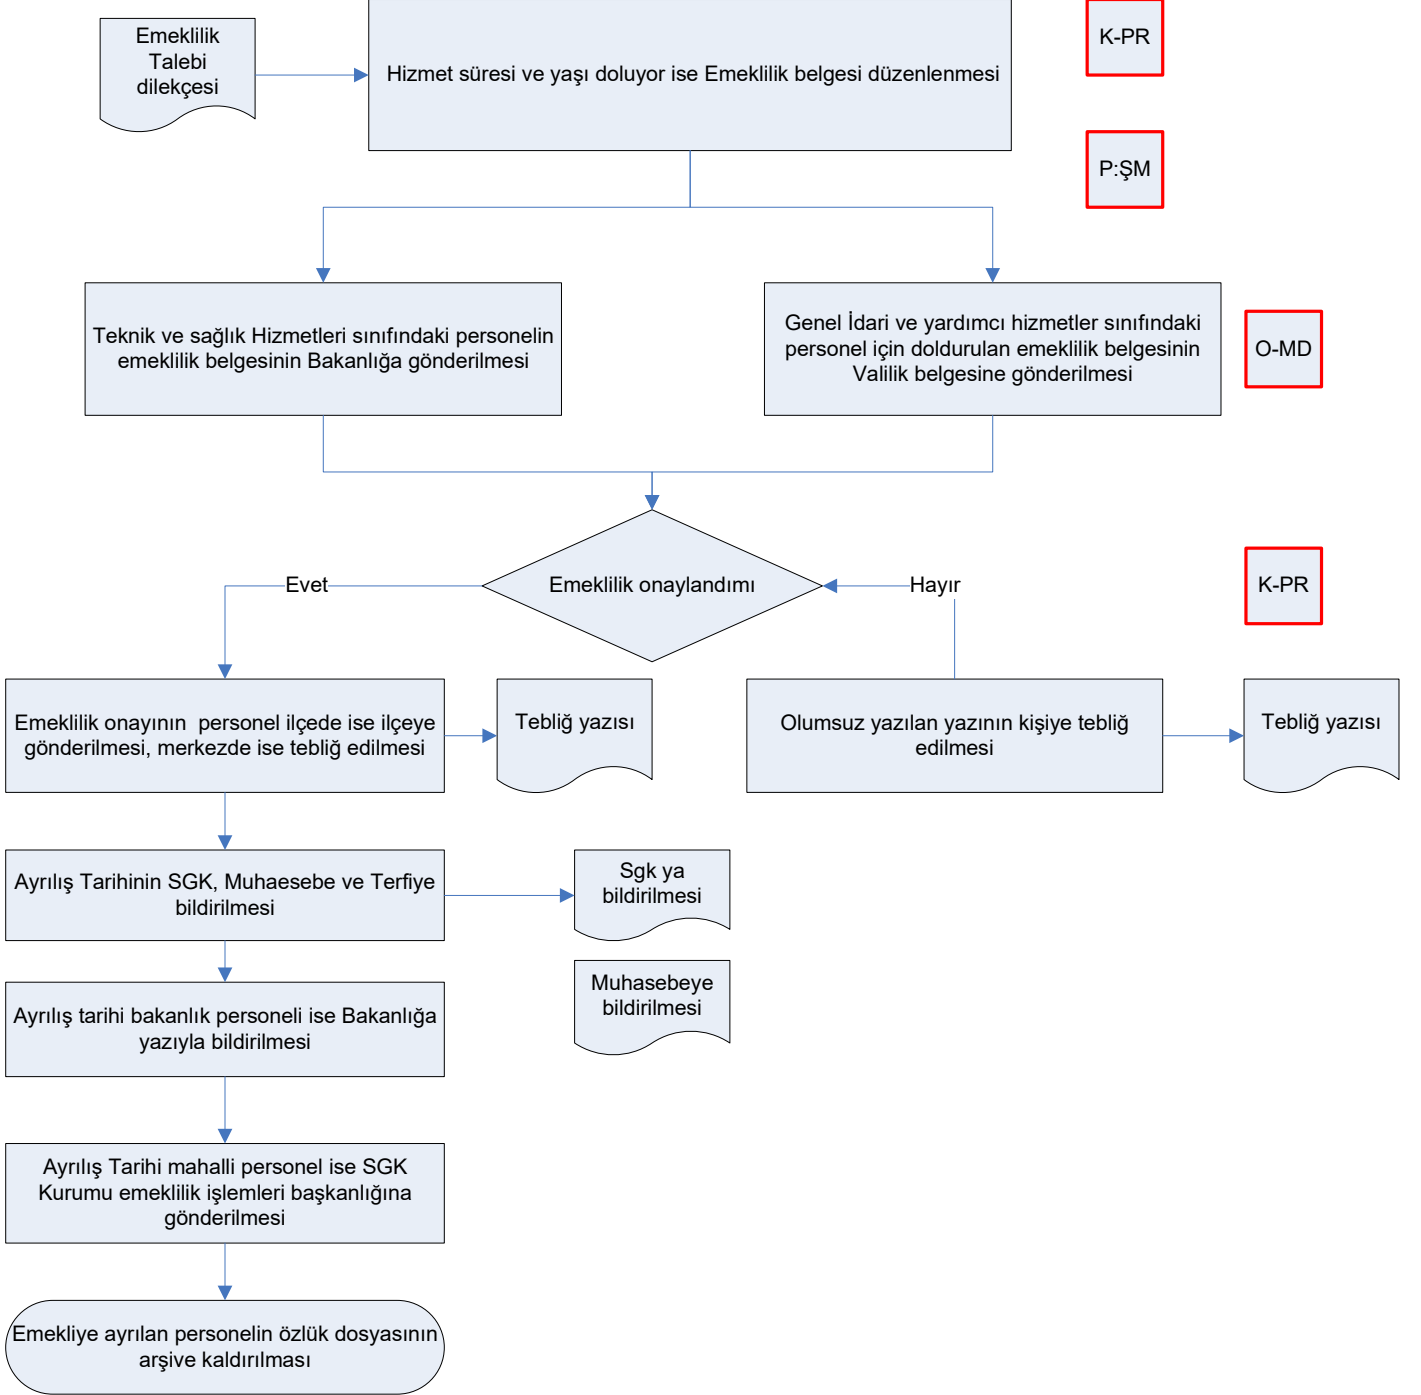 Emeklilik
Talebi
dilekçesi
Hizmet süresi ve yaşı doluyor ise Emeklilik belgesi düzenlenmesi
K-PR
P:ŞM
Teknik ve sağlık Hizmetleri sınıfındaki personelin
emeklilik belgesinin Bakanlığa gönderilmesi
Genel İdari ve yardımcı hizmetler sınıfındaki
personel için doldurulan emeklilik belgesinin
Valilik belgesine gönderilmesi
O-MD
Evet
Emeklilik onaylandımı
Hayır
K-PR
Emeklilik onayının  personel ilçede ise ilçeye
gönderilmesi, merkezde ise tebliğ edilmesi
Tebliğ yazısı
Olumsuz yazılan yazının kişiye tebliğ
edilmesi
Tebliğ yazısı
Ayrılış Tarihinin SGK, Muhaesebe ve Terfiye
bildirilmesi
Sgk ya
bildirilmesi
Muhasebeye
bildirilmesi
Ayrılış tarihi bakanlık personeli ise Bakanlığa
yazıyla bildirilmesi
Ayrılış Tarihi mahalli personel ise SGK
Kurumu emeklilik işlemleri başkanlığına
gönderilmesi
Emekliye ayrılan personelin özlük dosyasının
arşive kaldırılması